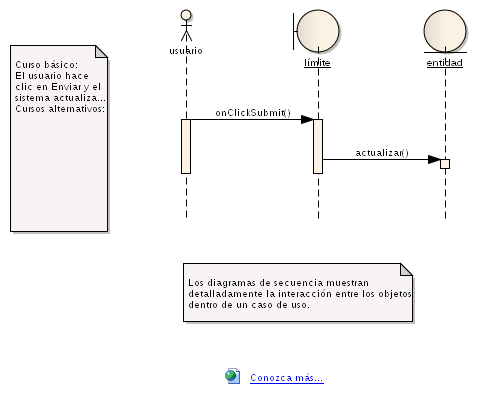 usuario
límite
entidad
Curso básico:
El usuario hace
clic en Enviar y el
sistema actualiza...
Cursos alternativos:
onClickSubmit()
actualizar()
Los diagramas de secuencia muestran
detalladamente la interacción entre los objetos
dentro de un caso de uso.
Conozca más...